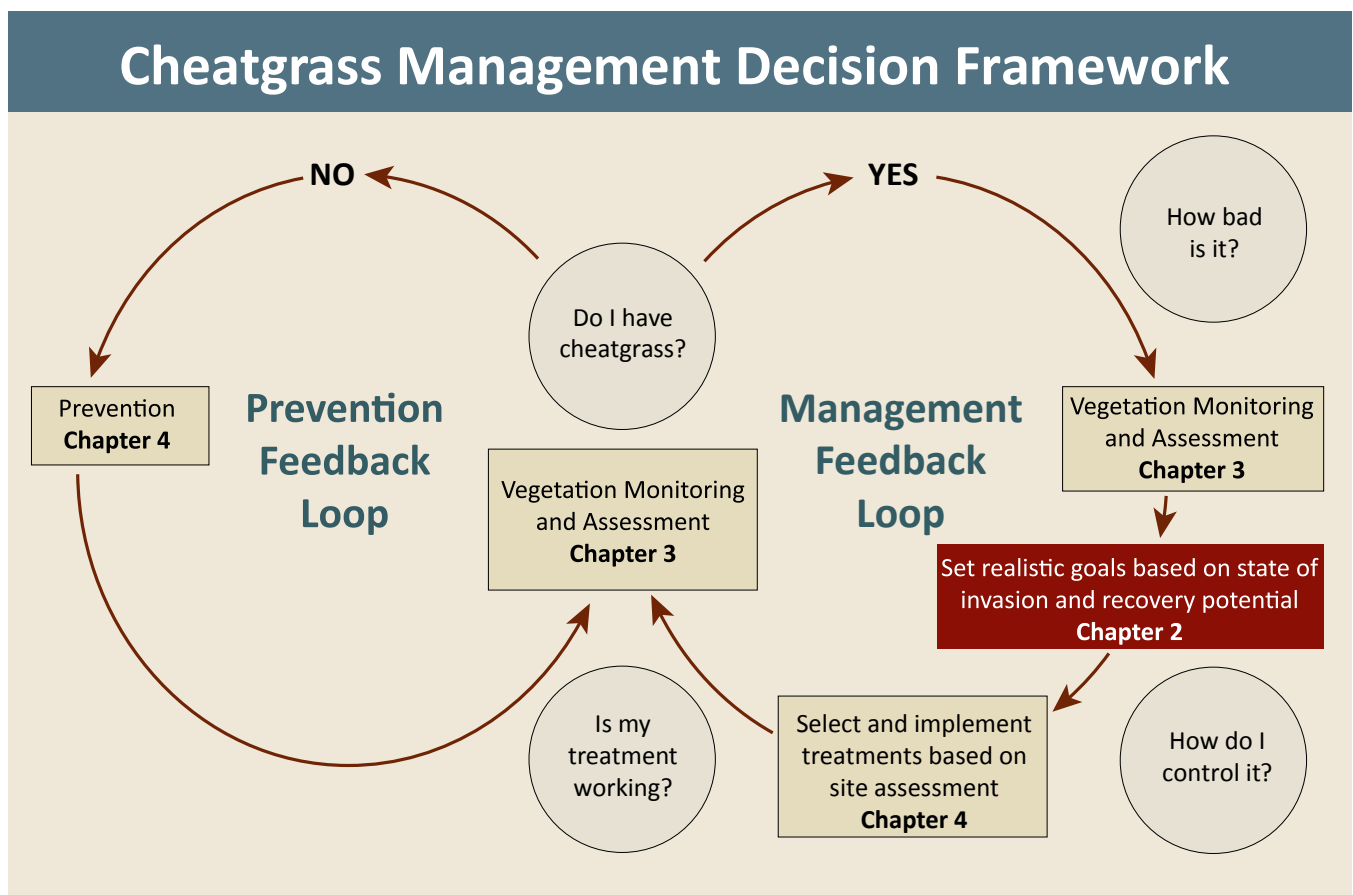 Cheatgrass Management Decision Framework
NO
YES
How bad
is it?
Do I have
cheatgrass?
Prevention
Chapter 4
Prevention
Feedback
Loop
Management
Feedback
Loop
Vegetation Monitoring
and Assessment
Chapter 3
Vegetation Monitoring
and Assessment
Chapter 3
Set realistic goals based on state of
invasion and recovery potential
Chapter 2
Is my
treatment
working?
Select and implement
treatments based on
site assessment
Chapter 4
How do I
control it?